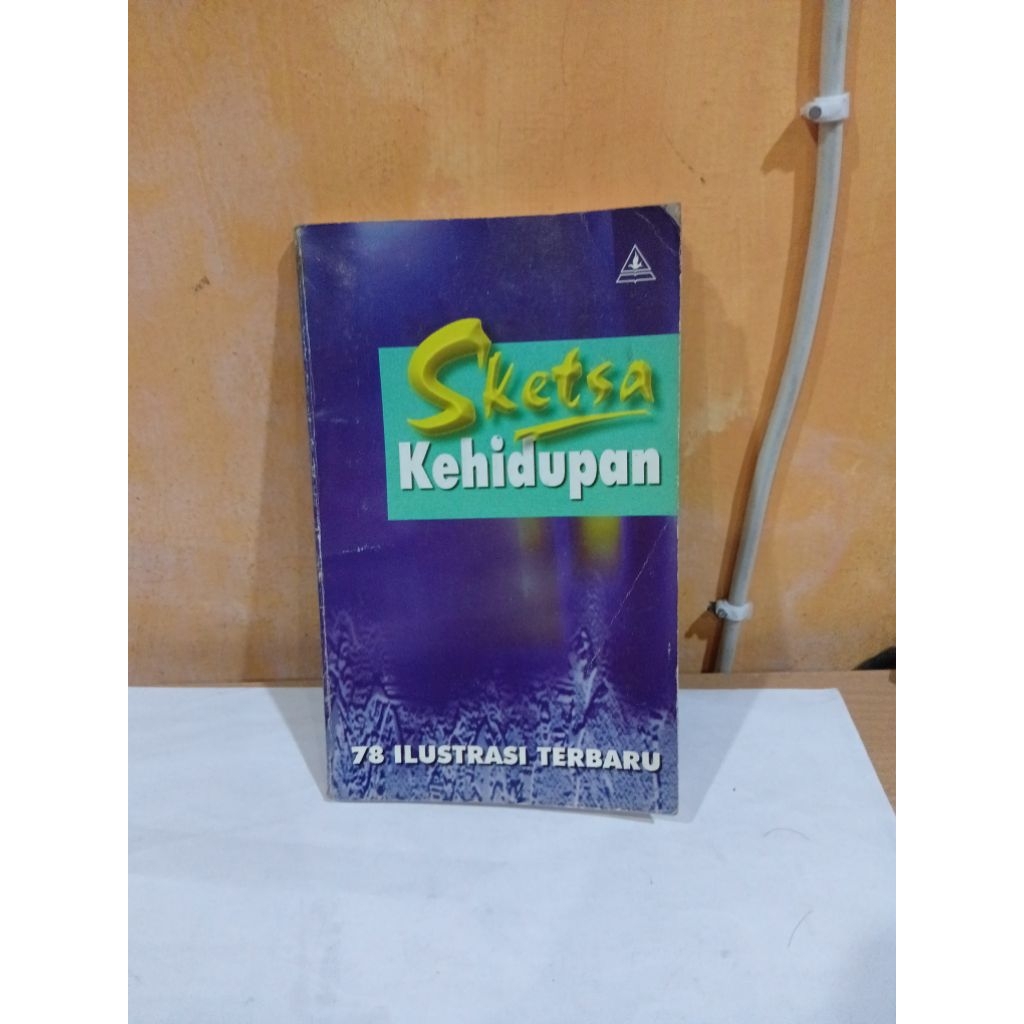 Sketsa
Kehidupan
78 ILUSTRASI TERBARU